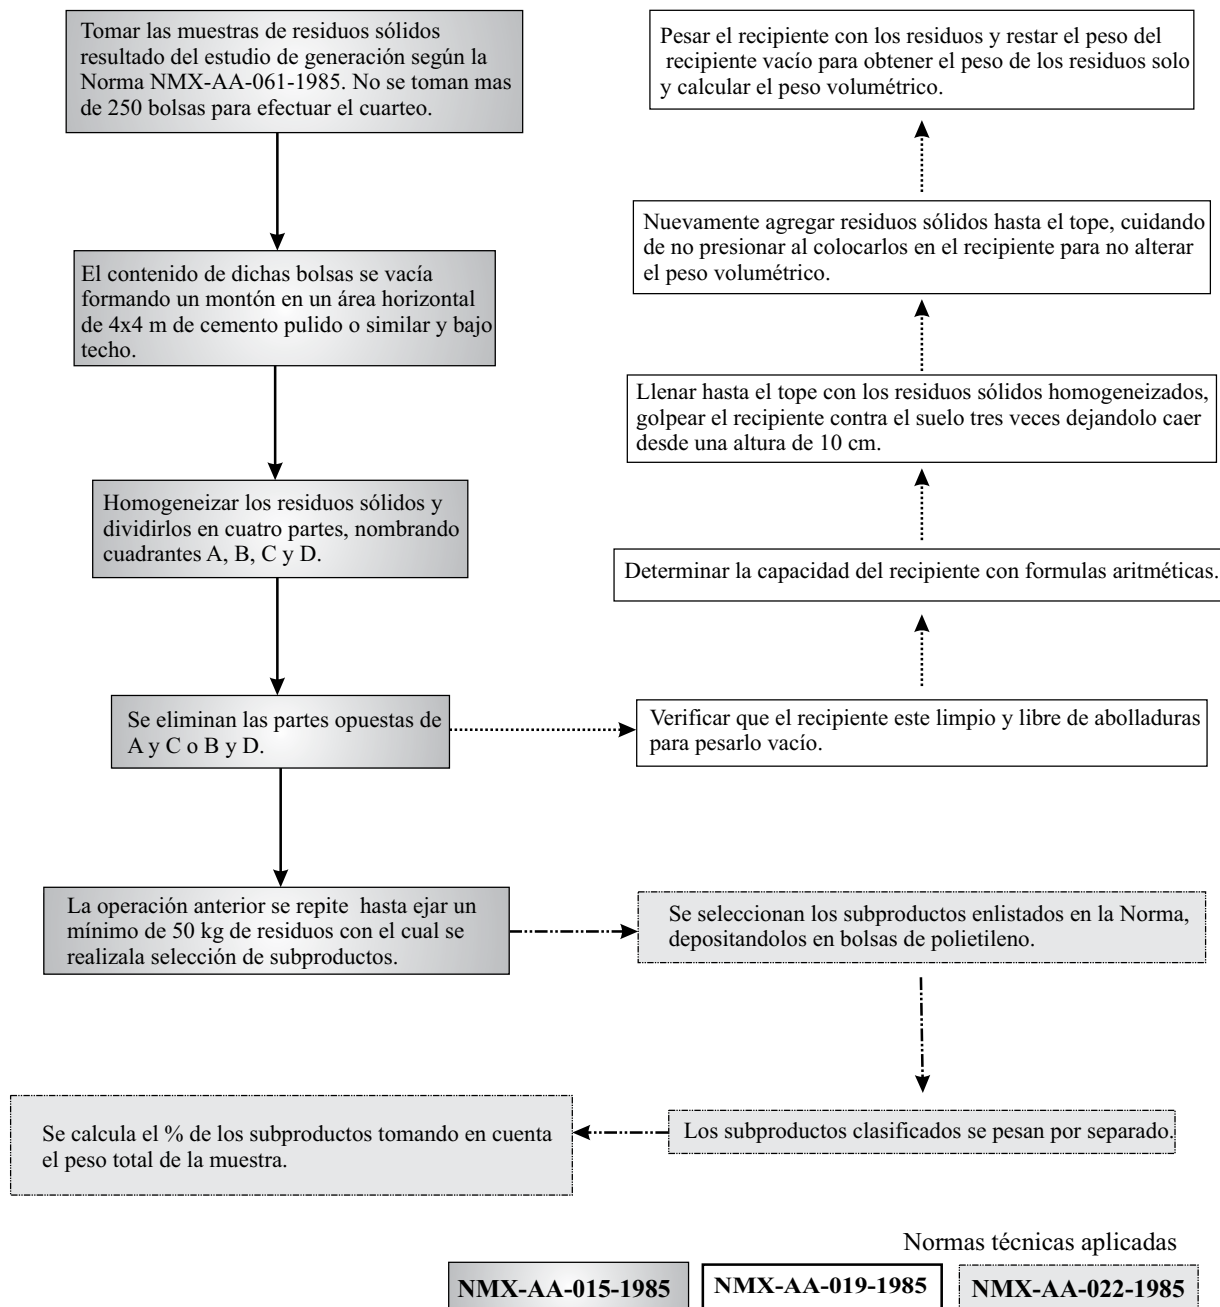 Tomar las muestras de residuos sólidos
resultado del estudio de generación según la
Norma NMX-AA-061-1985. No se toman mas
de 250 bolsas para efectuar el cuarteo.
El contenido de dichas bolsas se vacía
formando un montón en un área horizontal
de 4x4 m de cemento pulido o similar y bajo
techo.
Homogeneizar los residuos sólidos y
dividirlos en cuatro partes, nombrando
cuadrantes A, B, C y D.
Se eliminan las partes opuestas de
A y C o B y D.
La operación anterior se repite hasta ejar un
mínimo de 50 kg de residuos con el cual se
realizala selección de subproductos.
Pesar el recipiente con los residuos y restar el peso del
recipiente vacío para obtener el peso de los residuos solo
y calcular el peso volumétrico.
Nuevamente agregar residuos sólidos hasta el tope, cuidando
de no presionar al colocarlos en el recipiente para no alterar
el peso volumétrico.
Llenar hasta el tope con los residuos sólidos homogeneizados,
golpear el recipiente contra el suelo tres veces dejandolo caer
desde una altura de 10 cm.
Determinar la capacidad del recipiente con formulas aritméticas.
Verificar que el recipiente este limpio y libre de abolladuras
para pesarlo vacío.
Se seleccionan los subproductos enlistados en la Norma,
depositandolos en bolsas de polietileno.
Los subproductos clasificados se pesan por separado.
Se calcula el % de los subproductos tomando en cuenta
el peso total de la muestra.
Normas técnicas aplicadas
NMX-AA-015-1985
NMX-AA-019-1985
NMX-AA-022-1985